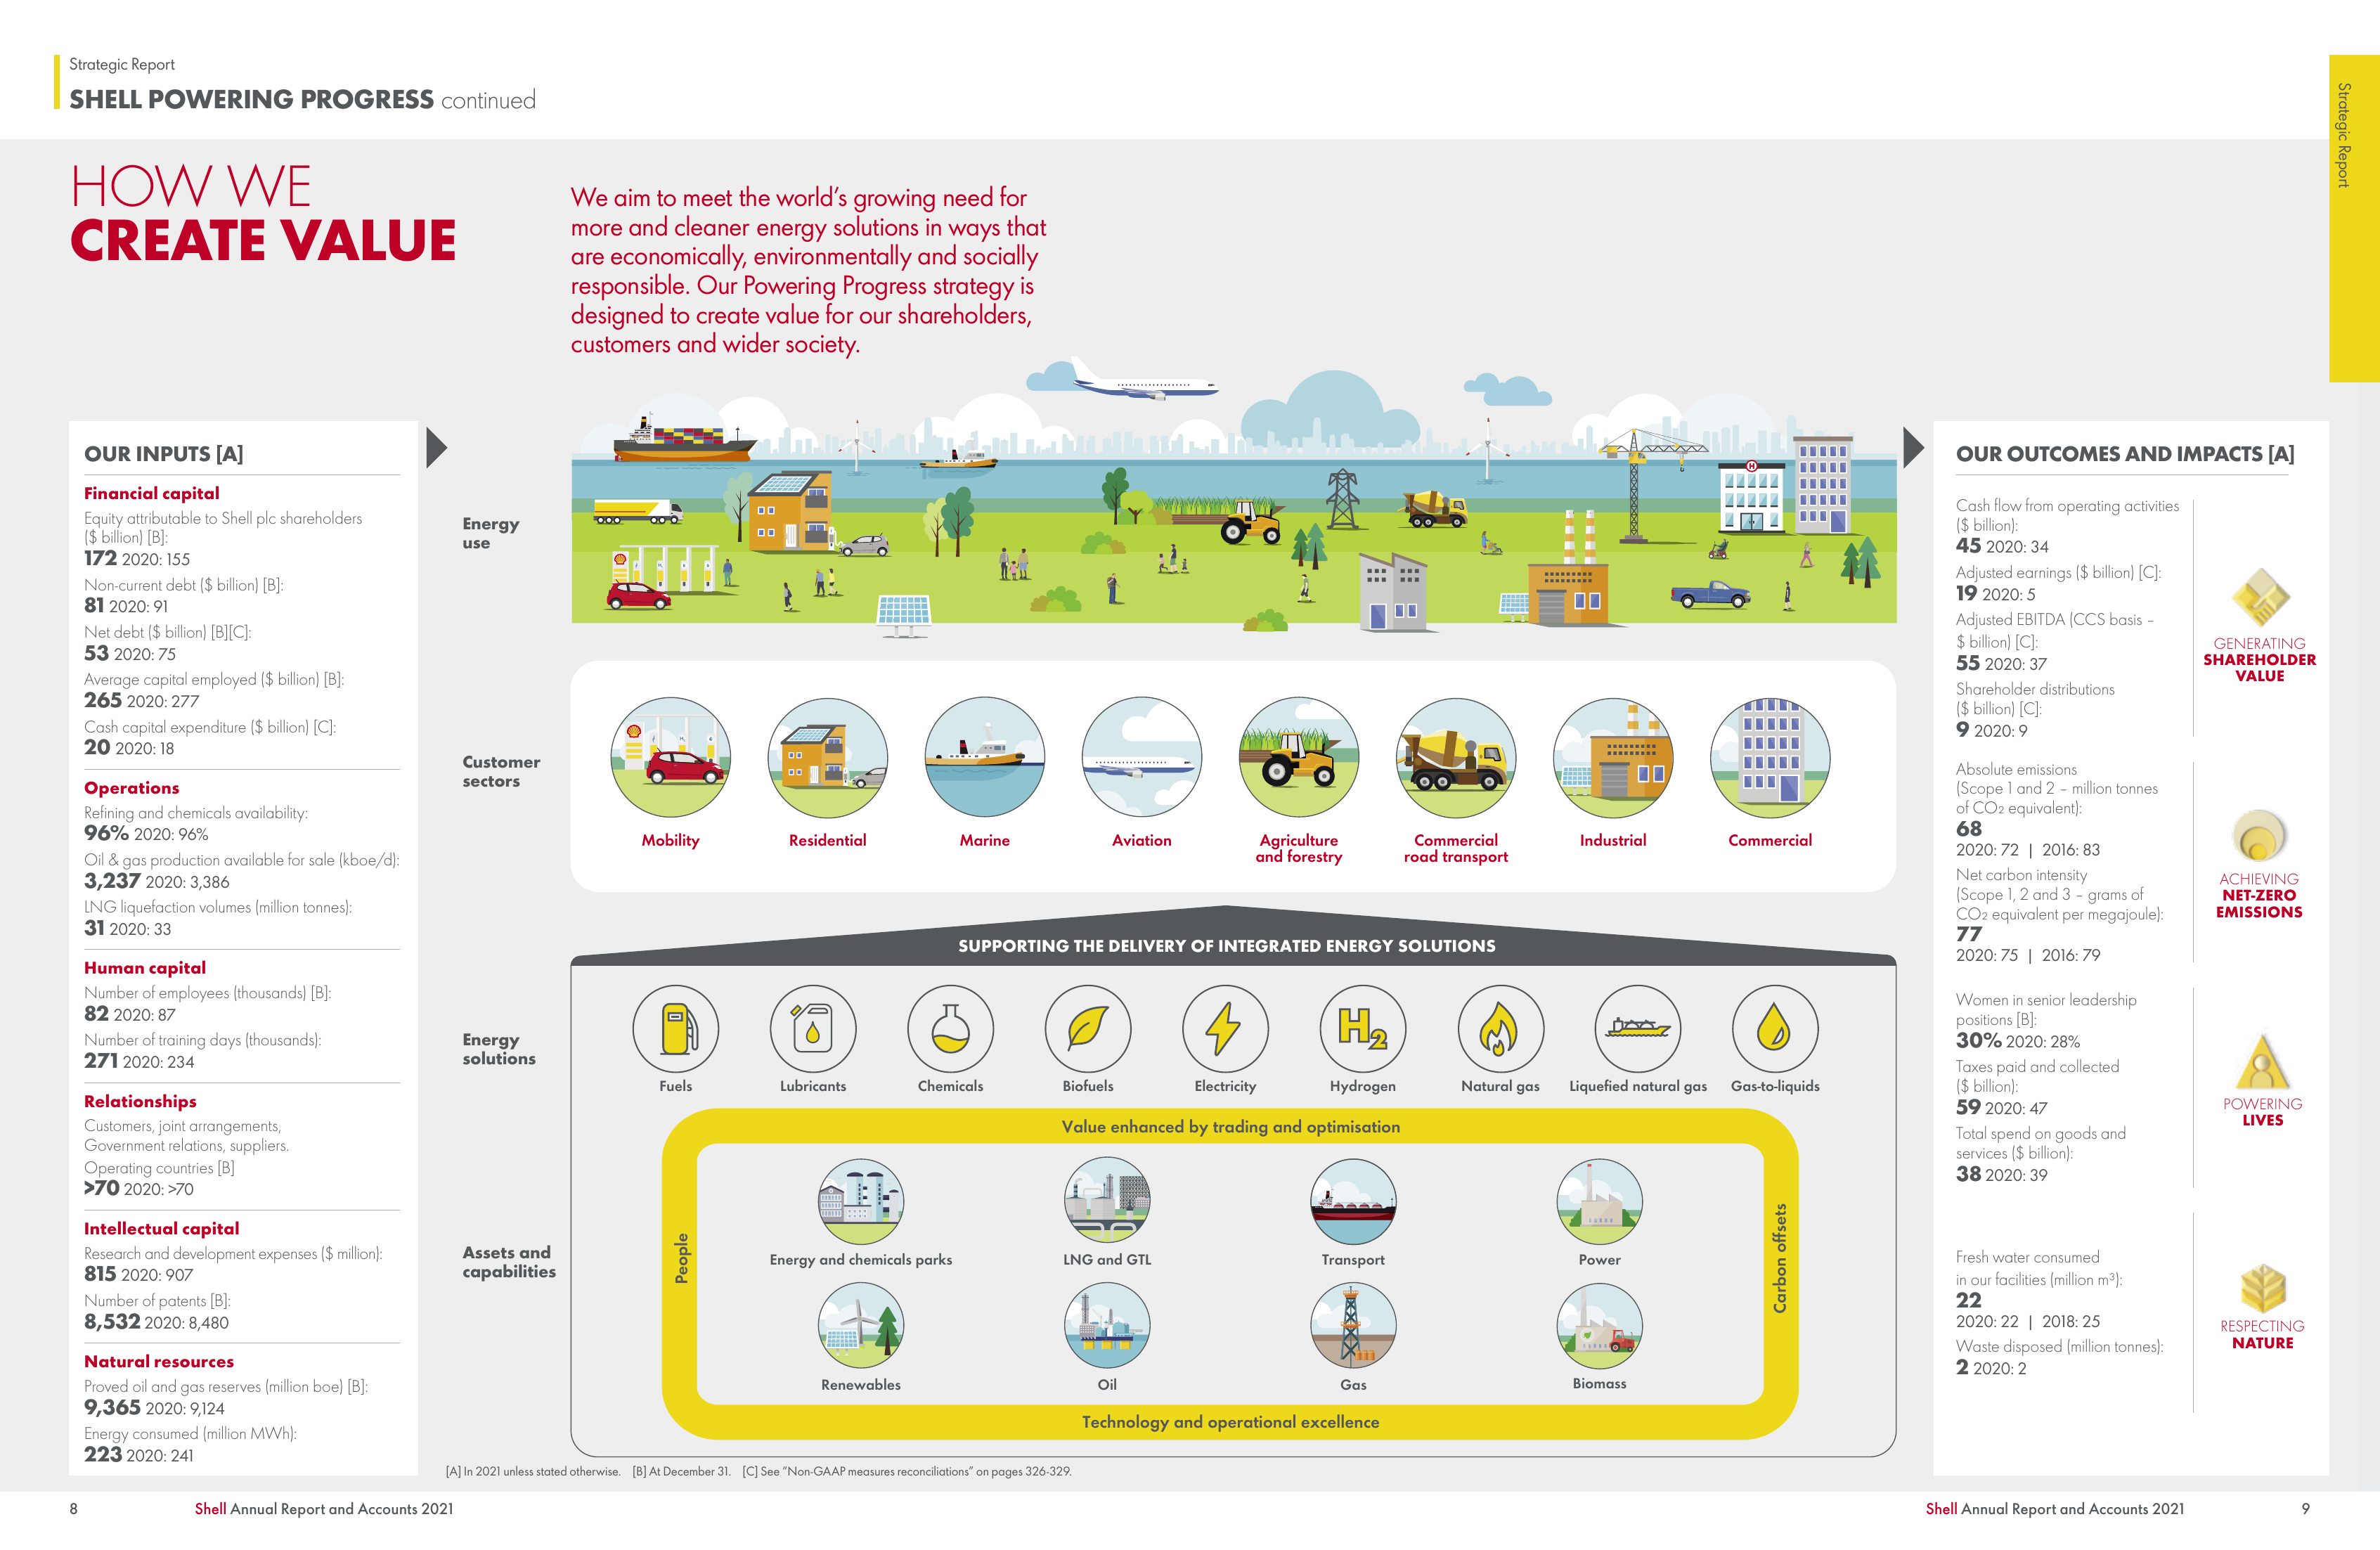 Strategic Report
SHELL POWERING PROGRESS continued
Strategic Report
HOW WE
CREATE VALUE
We aim to meet the world's growing need for
more and cleaner energy solutions in ways that
are economically, environmentally and socially
responsible. Our Powering Progress strategy is
designed to create value for our shareholders,
customers and wider society.
OUR INPUTS [A]
Financial capital
Equity attributable to Shell plc shareholders
($ billion) [B]:
172 2020: 155
Non-current debt ($ billion) [B]:
81 2020: 91
Net debt ($ billion) [B][C]:
53 2020: 75
Average capital employed ($ billion) [B]:
265 2020: 277
Cash capital expenditure ($ billion) [C]:
20 2020: 18
Operations
Refining and chemicals availability:
96% 2020: 96%
Oil & gas production available for sale (kboe/d):
3,237 2020: 3,386
LNG liquefaction volumes (million tonnes):
31 2020: 33
Human capital
Number of employees (thousands) [B]:
82 2020: 87
Number of training days (thousands):
271 2020: 234
Relationships
Customers, joint arrangements,
Government relations, suppliers.
Operating countries [B]
>70 2020: >70
Intellectual capital
Research and development expenses ($ million):
815 2020: 907
Number of patents [B]:
8,532 2020: 8,480
Natural resources
Proved oil and gas reserves (million boe) [B]:
9,365 2020: 9,124
Energy consumed (million MWh):
223 2020: 241
Energy
use
H
Customer
sectors
Mobility
Residential
Marine
Aviation
Agriculture
and forestry
Commercial
road transport
Industrial
Commercial
SUPPORTING THE DELIVERY OF INTEGRATED ENERGY SOLUTIONS
Energy
solutions
H2
Fuels
Lubricants
Chemicals
Biofuels
Electricity
Hydrogen
Natural gas
Liquefied natural gas
Gas-to-liquids
Assets and
capabilities
Value enhanced by trading and optimisation
People
Carbon offsets
Energy and chemicals parks
LNG and GTL
Transport
Power
Renewables
Oil
Gas
Biomass
Technology and operational excellence
OUR OUTCOMES AND IMPACTS [A]
Cash flow from operating activities
($ billion):
45 2020: 34
Adjusted earnings ($ billion) [C]:
19 2020: 5
Adjusted EBITDA (CCS basis –
$ billion) [C]:
55 2020: 37
Shareholder distributions
($ billion) [C]:
9 2020: 9
GENERATING
SHAREHOLDER
VALUE
Absolute emissions
(Scope 1 and 2 – million tonnes
of CO₂ equivalent):
68
2020: 72 | 2016: 83
Net carbon intensity
(Scope 1, 2 and 3 – grams of
CO₂ equivalent per megajoule):
77
2020: 75 | 2016: 79
ACHIEVING
NET-ZERO
EMISSIONS
Women in senior leadership
positions [B]:
30% 2020: 28%
Taxes paid and collected
($ billion):
59 2020: 47
Total spend on goods and
services ($ billion):
38 2020: 39
POWERING
LIVES
Fresh water consumed
in our facilities (million m³):
22
2020: 22 | 2018: 25
Waste disposed (million tonnes):
2 2020: 2
RESPECTING
NATURE
[A] In 2021 unless stated otherwise. [B] At December 31. [C] See "Non-GAAP measures reconciliations" on pages 326-329.
8
Shell Annual Report and Accounts 2021
Shell Annual Report and Accounts 2021
9